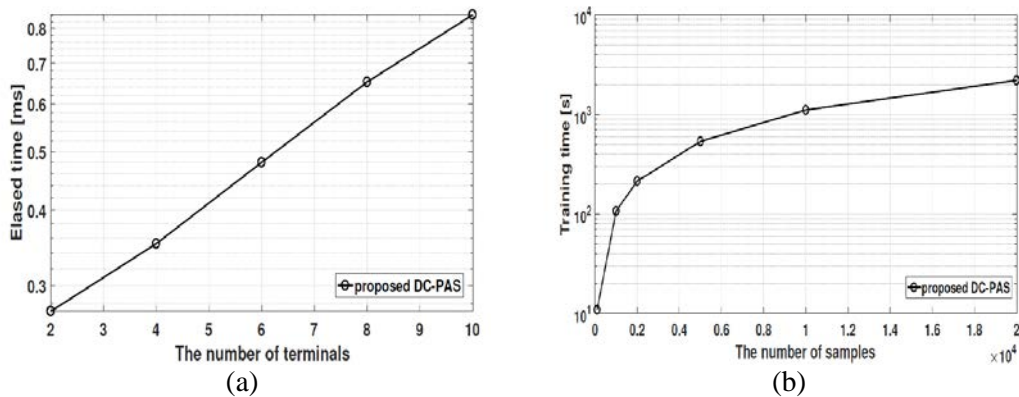 0.8
0.7
0.6
0.5
0.4
0.3
Elased time [ms]
2 3 4 5 6 7 8 9 10
The number of terminals
proposed DC-PAS
(a)
10^4
10^3
10^2
10^1
Training time [s]
0 0.2 0.4 0.6 0.8 1 1.2 1.4 1.6 1.8 2
×10^4
The number of samples
proposed DC-PAS
(b)